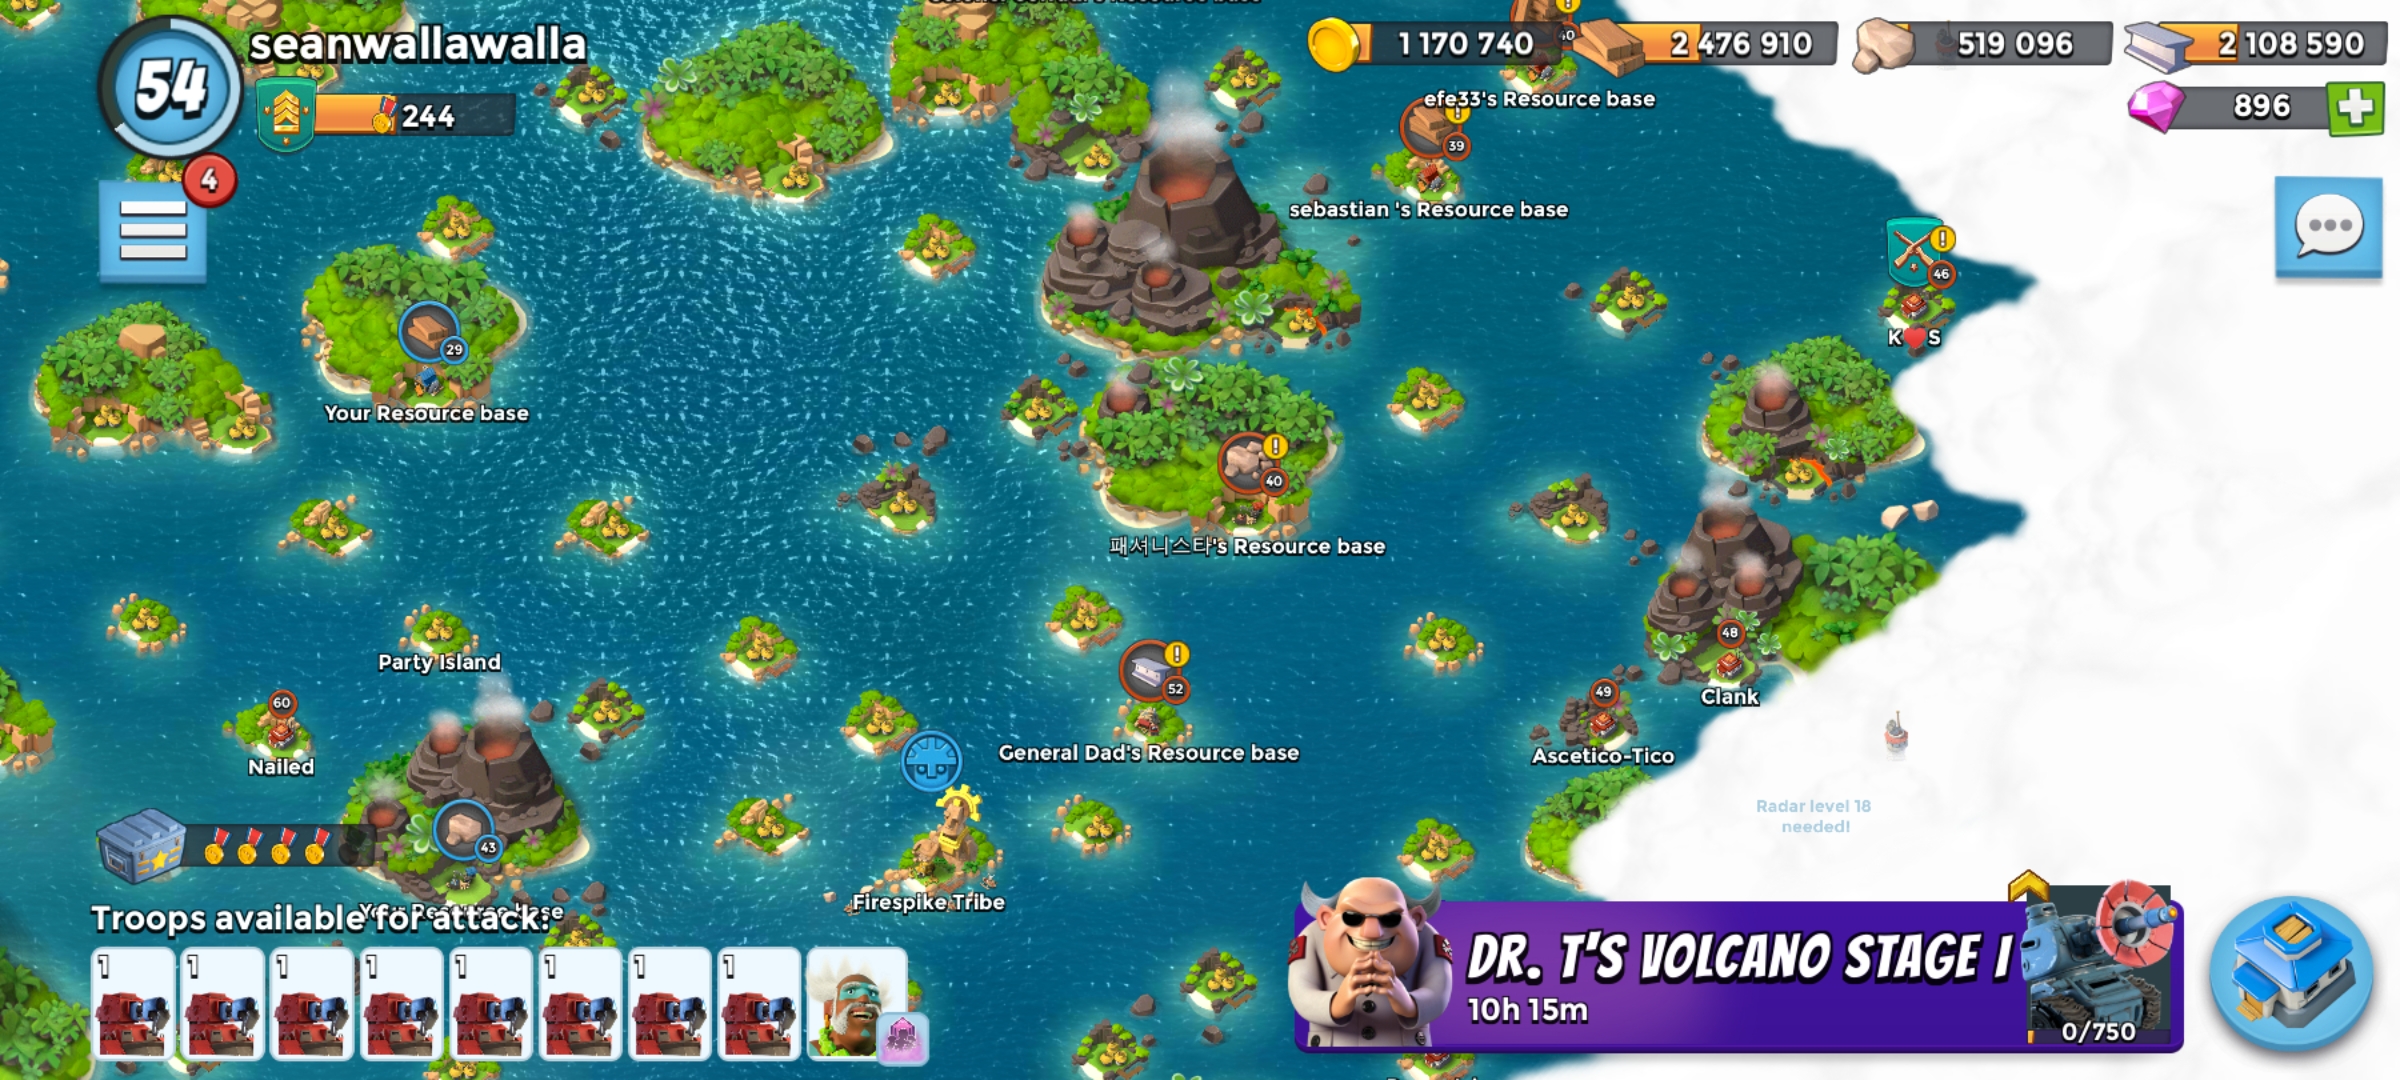 seanwallawalla
54
244
1 170 740
2 476 910
519 096
2 108 590
896
40
efe33's Resource base
39
sebastian 's Resource base
4
46
K❤S
29
Your Resource base
40
패셔니스타's Resource base
Party Island
52
General Dad's Resource base
48
Clank
49
Ascetico-Tico
60
Nailed
Radar level 18
needed!
43
Your Resource base
Firespike Tribe
Troops available for attack:
1 1 1 1 1 1 1 1
DR. T'S VOLCANO STAGE I
10h 15m
0/750